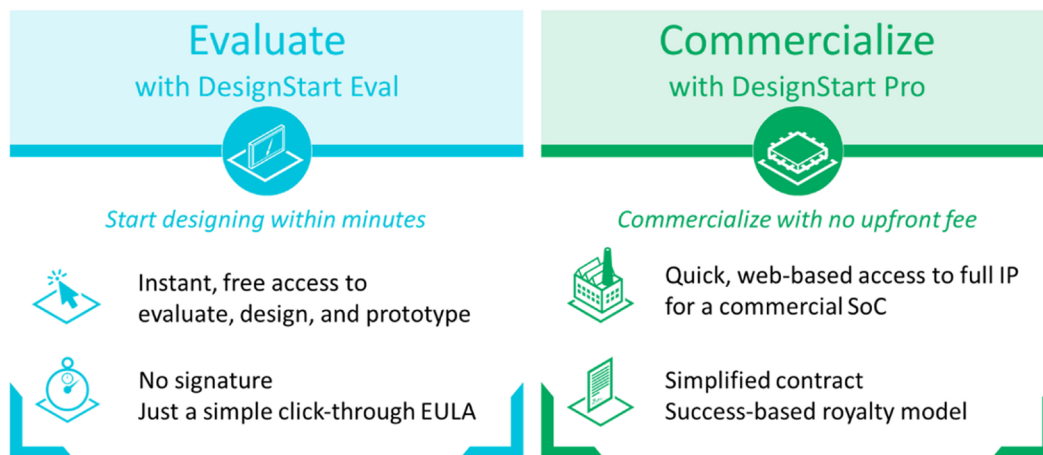 Evaluate
with DesignStart Eval
Start designing within minutes
Instant, free access to
evaluate, design, and prototype
No signature
Just a simple click-through EULA
Commercialize
with DesignStart Pro
Commercialize with no upfront fee
Quick, web-based access to full IP
for a commercial SoC
Simplified contract
Success-based royalty model